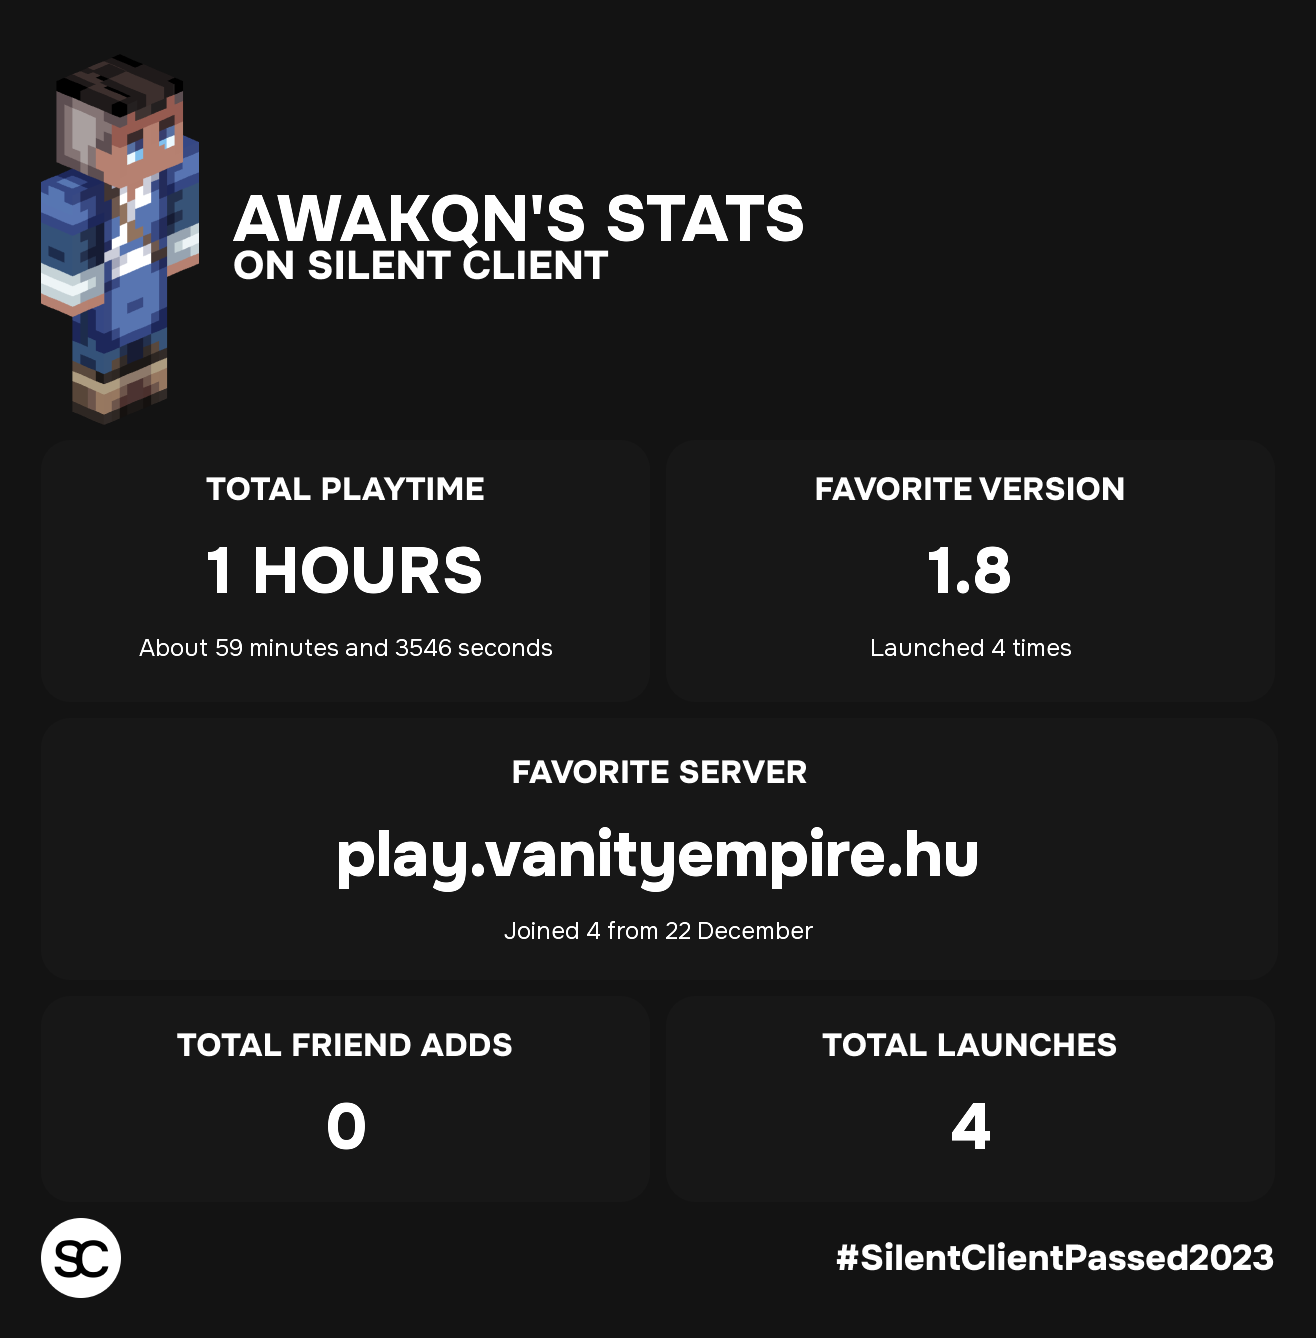 AWAKQN'S STATS
ON SILENT CLIENT
TOTAL PLAYTIME
1 HOURS
About 59 minutes and 3546 seconds
FAVORITE VERSION
1.8
Launched 4 times
FAVORITE SERVER
play.vanityempire.hu
Joined 4 from 22 December
TOTAL FRIEND ADDS
0
TOTAL LAUNCHES
4
SC
#SilentClientPassed2023